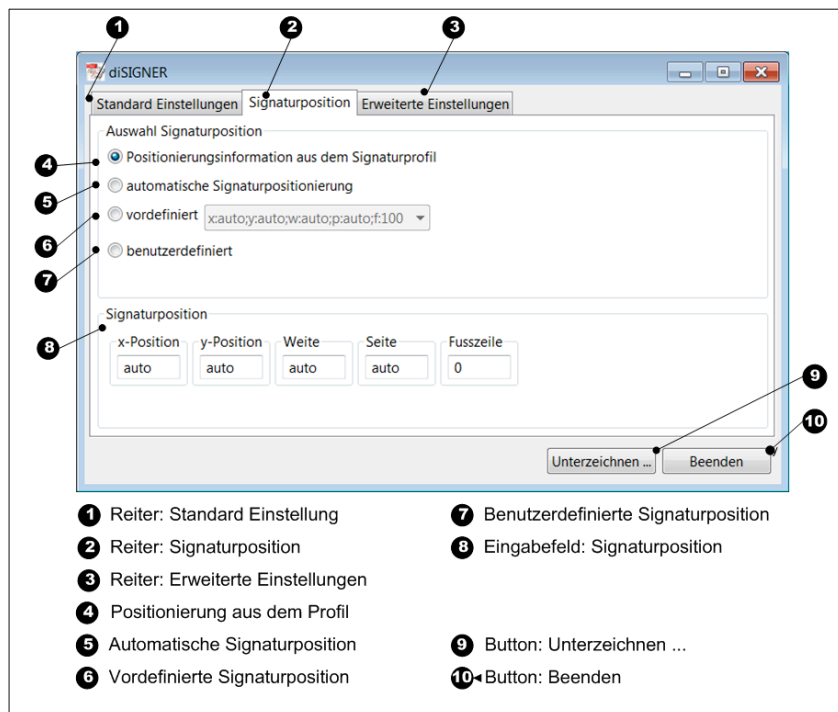 1 2 3
diSIGNER
Standard Einstellungen Signaturposition Erweiterte Einstellungen
Auswahl Signaturposition
4 Positionierungsinformation aus dem Signaturprofil
5 automatische Signaturpositionierung
6 vordefiniert x:auto;y:auto;w:auto;p:auto;f:100
7 benutzerdefiniert
Signaturposition
8 x-Position y-Position Weite Seite Fusszeile
auto auto auto auto 0
9
10
Unterzeichnen ... Beenden
1 Reiter: Standard Einstellung
2 Reiter: Signaturposition
3 Reiter: Erweiterte Einstellungen
4 Positionierung aus dem Profil
5 Automatische Signaturposition
6 Vordefinierte Signaturposition
7 Benutzerdefinierte Signaturposition
8 Eingabefeld: Signaturposition
9 Button: Unterzeichnen ...
10 Button: Beenden